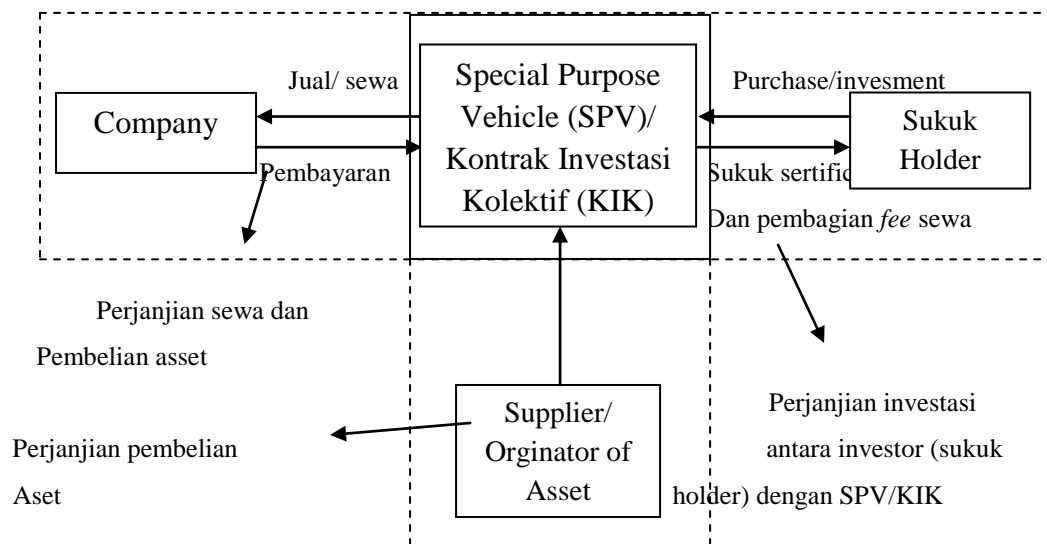 Jual/ sewa
Company
Pembayaran
Special Purpose
Vehicle (SPV)/
Kontrak Investasi
Kolektif (KIK)
Purchase/invesment
Sukuk
Holder
Sukuk sertific
Dan pembagian fee sewa
Perjanjian sewa dan
Pembelian asset
Supplier/
Orginator of
Asset
Perjanjian pembelian
Aset
Perjanjian investasi
antara investor (sukuk
holder) dengan SPV/KIK